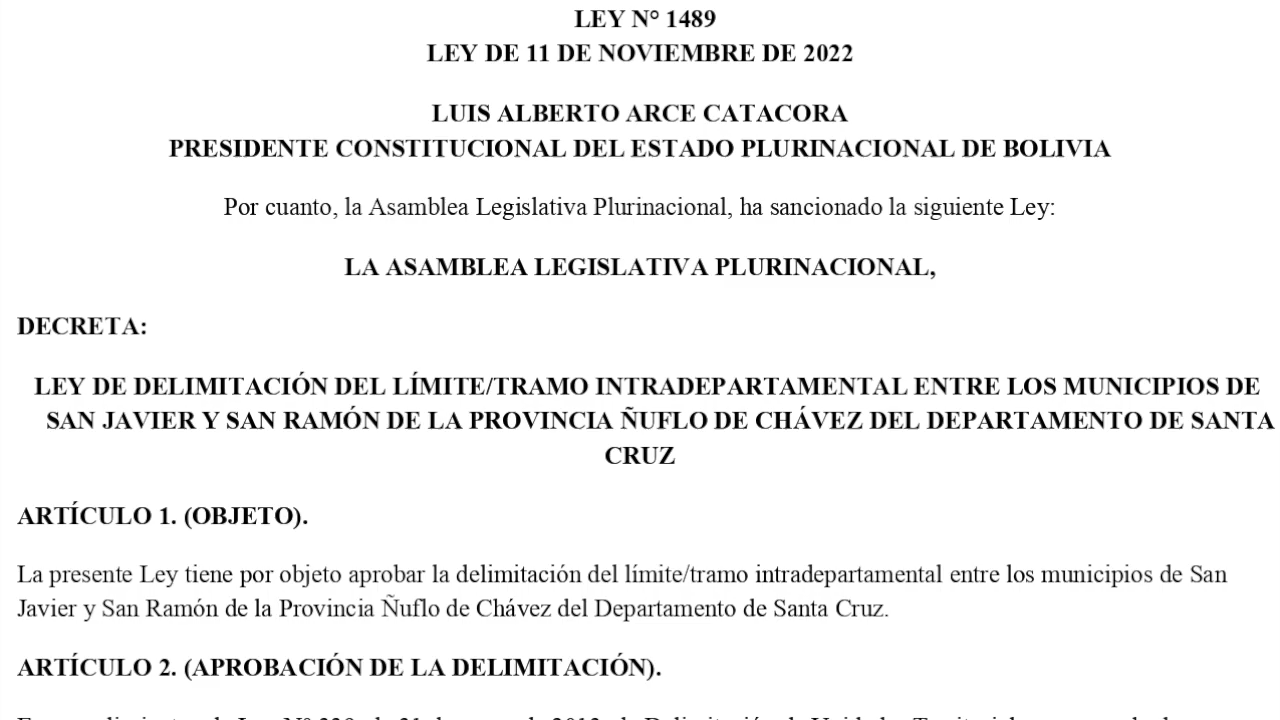 LEY N° 1489
LEY DE 11 DE NOVIEMBRE DE 2022
LUIS ALBERTO ARCE CATACORA
PRESIDENTE CONSTITUCIONAL DEL ESTADO PLURINACIONAL DE BOLIVIA
Por cuanto, la Asamblea Legislativa Plurinacional, ha sancionado la siguiente Ley:
LA ASAMBLEA LEGISLATIVA PLURINACIONAL,
DECRETA:
LEY DE DELIMITACIÓN DEL LÍMITE/TRAMO INTRADEPARTAMENTAL ENTRE LOS MUNICIPIOS DE
SAN JAVIER Y SAN RAMÓN DE LA PROVINCIA ÑUFLO DE CHÁVEZ DEL DEPARTAMENTO DE SANTA
CRUZ
ARTÍCULO 1. (OBJETO).
La presente Ley tiene por objeto aprobar la delimitación del límite/tramo intradepartamental entre los municipios de San
Javier y San Ramón de la Provincia Ñuflo de Chávez del Departamento de Santa Cruz.
ARTÍCULO 2. (APROBACIÓN DE LA DELIMITACIÓN).